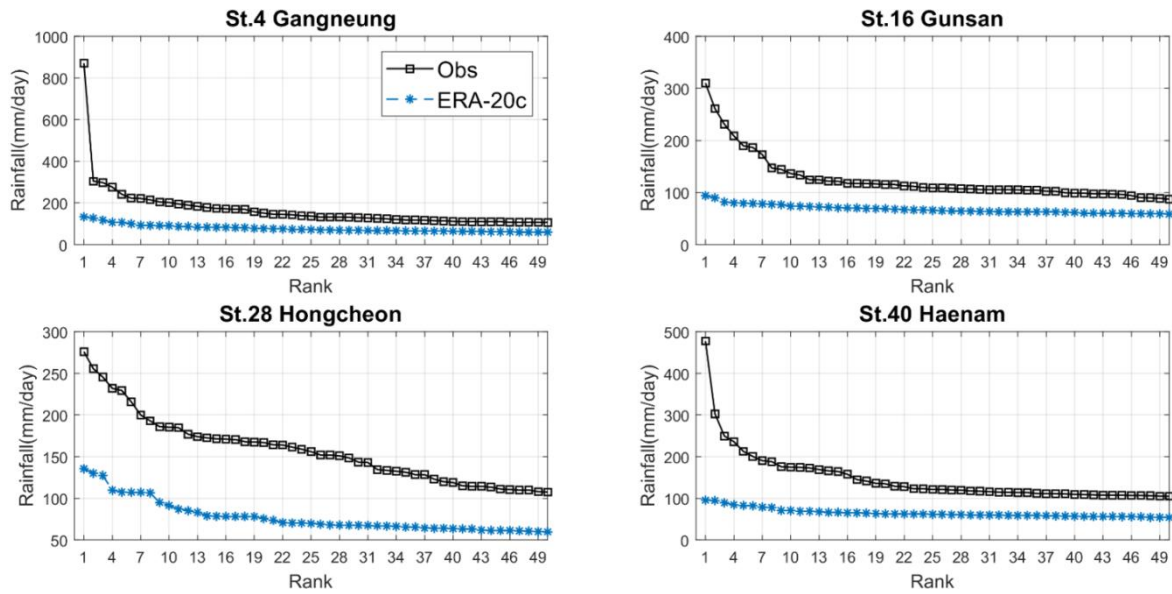 St.4 Gangneung
1000
800
600
400
200
0
Rainfall(mm/day)
Obs
ERA-20c
1 4 7 10 13 16 19 22 25 28 31 34 37 40 43 46 49
Rank
St.16 Gunsan
400
300
200
100
0
Rainfall(mm/day)
1 4 7 10 13 16 19 22 25 28 31 34 37 40 43 46 49
Rank
St.28 Hongcheon
300
250
200
150
100
50
Rainfall(mm/day)
1 4 7 10 13 16 19 22 25 28 31 34 37 40 43 46 49
Rank
St.40 Haenam
500
400
300
200
100
0
Rainfall(mm/day)
1 4 7 10 13 16 19 22 25 28 31 34 37 40 43 46 49
Rank